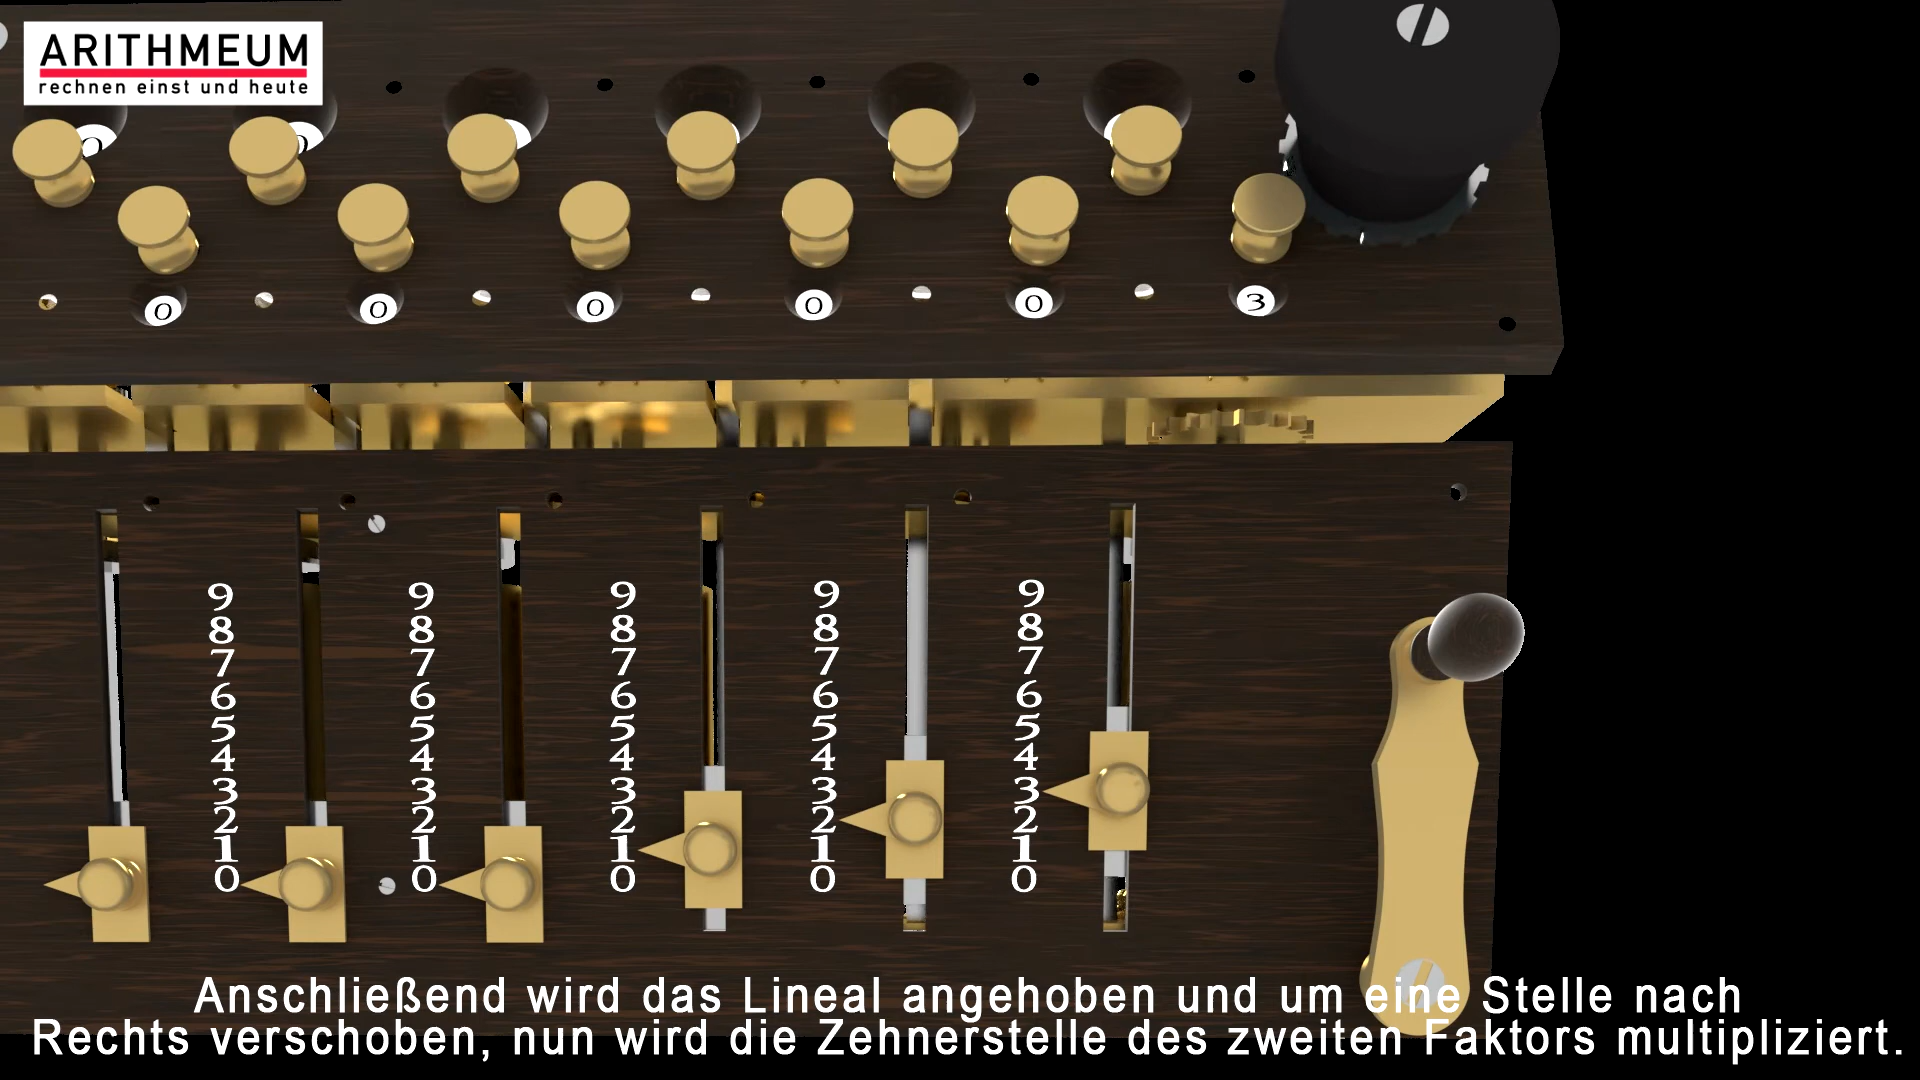 ARITHMEUM
rechnen einst und heute
0 0
0 0 0 0 0 3
9 9 9 9 9
8 8 8 8 8
7 7 7 7 7
6 6 6 6 6
5 5 5 5 5
4 4 4 4 4
3 3 3 3 3
2 2 2 2 2
1 1 1 1 1
0 0 0 0 0
Anschließend wird das Lineal angehoben und um eine Stelle nach
Rechts verschoben, nun wird die Zehnerstelle des zweiten Faktors multipliziert.